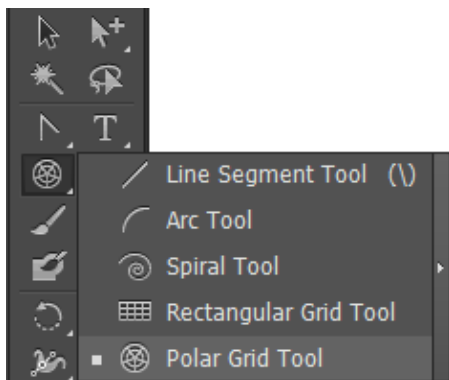 Line Segment Tool (\)
Arc Tool
Spiral Tool
Rectangular Grid Tool
Polar Grid Tool